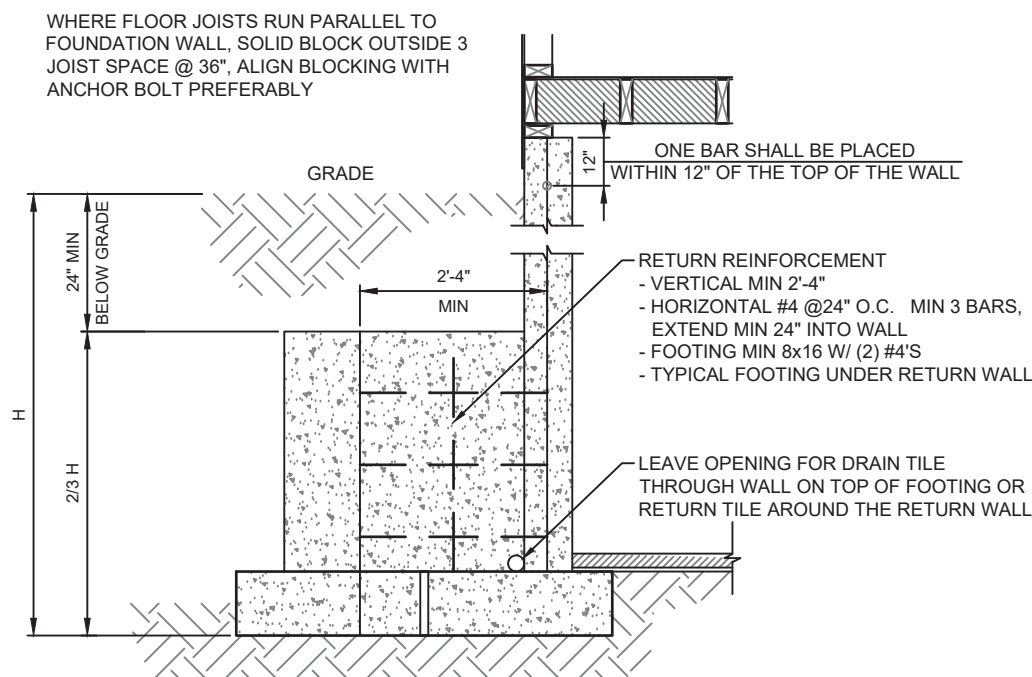 WHERE FLOOR JOISTS RUN PARALLEL TO
FOUNDATION WALL, SOLID BLOCK OUTSIDE 3
JOIST SPACE @ 36", ALIGN BLOCKING WITH
ANCHOR BOLT PREFERABLY
12"
ONE BAR SHALL BE PLACED
WITHIN 12" OF THE TOP OF THE WALL
GRADE
24" MIN
BELOW GRADE
2'-4"
MIN
RETURN REINFORCEMENT
- VERTICAL MIN 2'-4"
- HORIZONTAL #4 @24" O.C. MIN 3 BARS,
EXTEND MIN 24" INTO WALL
- FOOTING MIN 8x16 W/ (2) #4'S
- TYPICAL FOOTING UNDER RETURN WALL
H
2/3 H
LEAVE OPENING FOR DRAIN TILE
THROUGH WALL ON TOP OF FOOTING OR
RETURN TILE AROUND THE RETURN WALL